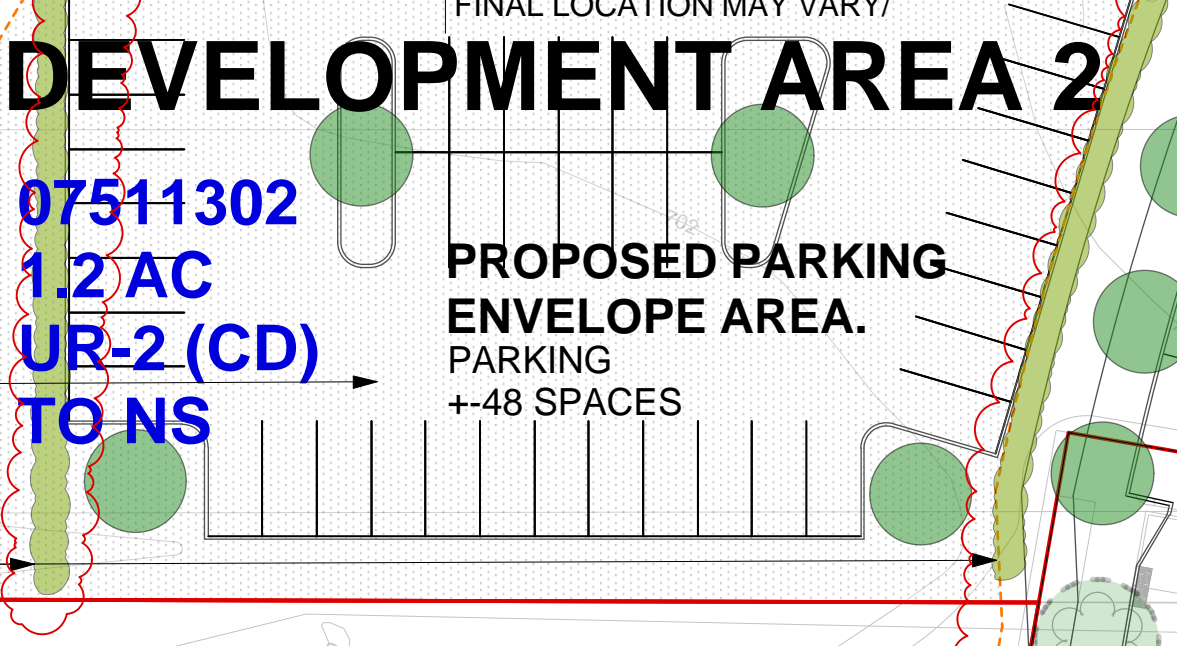 FINAL LOCATION MAY VARY/
DEVELOPMENT AREA 2
07511302
1.2 AC
UR-2 (CD)
TO NS
702
PROPOSED PARKING
ENVELOPE AREA.
PARKING
+-48 SPACES